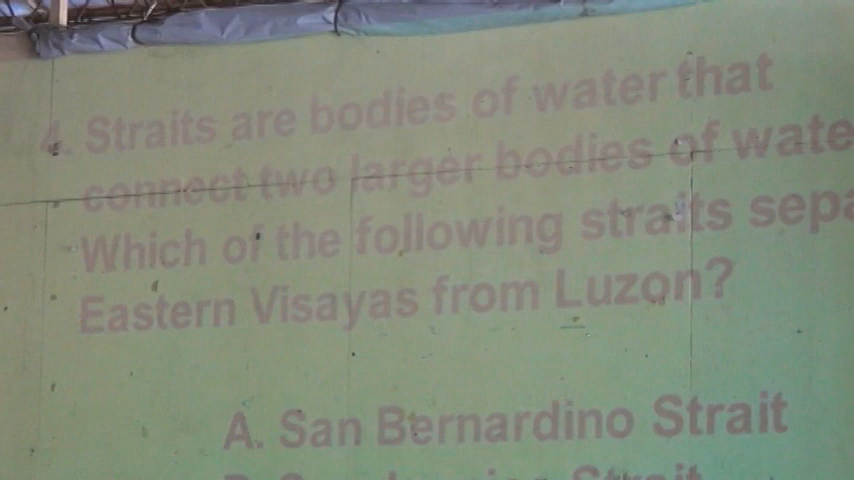 4. Straits are bodies of water that
connect two larger bodies of wate
Which of the following straits sepa
Eastern Visayas from Luzon?
A. San Bernardino Strait
Strait